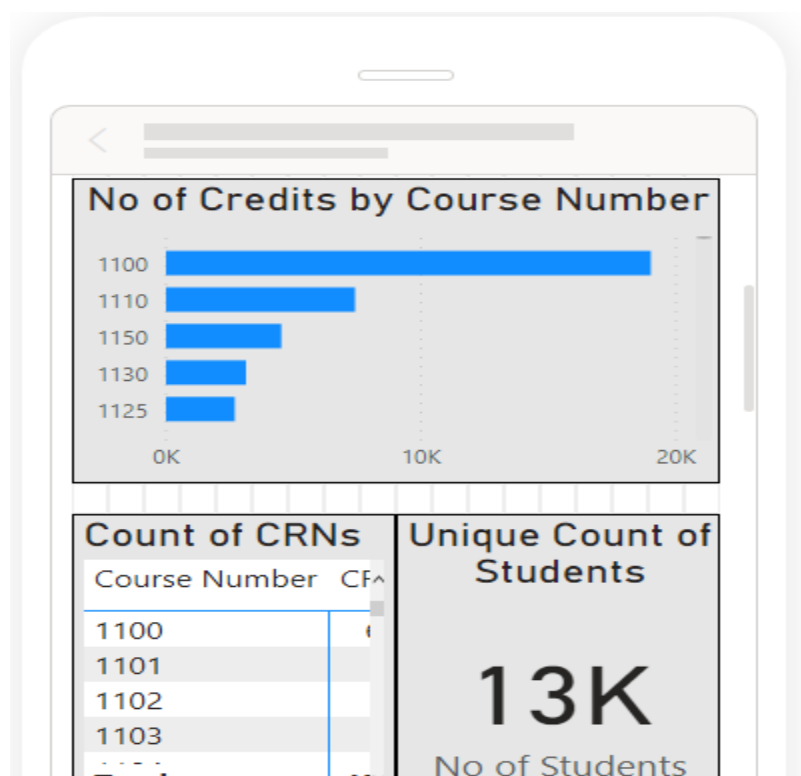 No of Credits by Course Number
1100
1110
1150
1130
1125
0K 10K 20K
Count of CRNs
Course Number
1100
1101
1102
1103
Unique Count of
Students
13K
No of Students